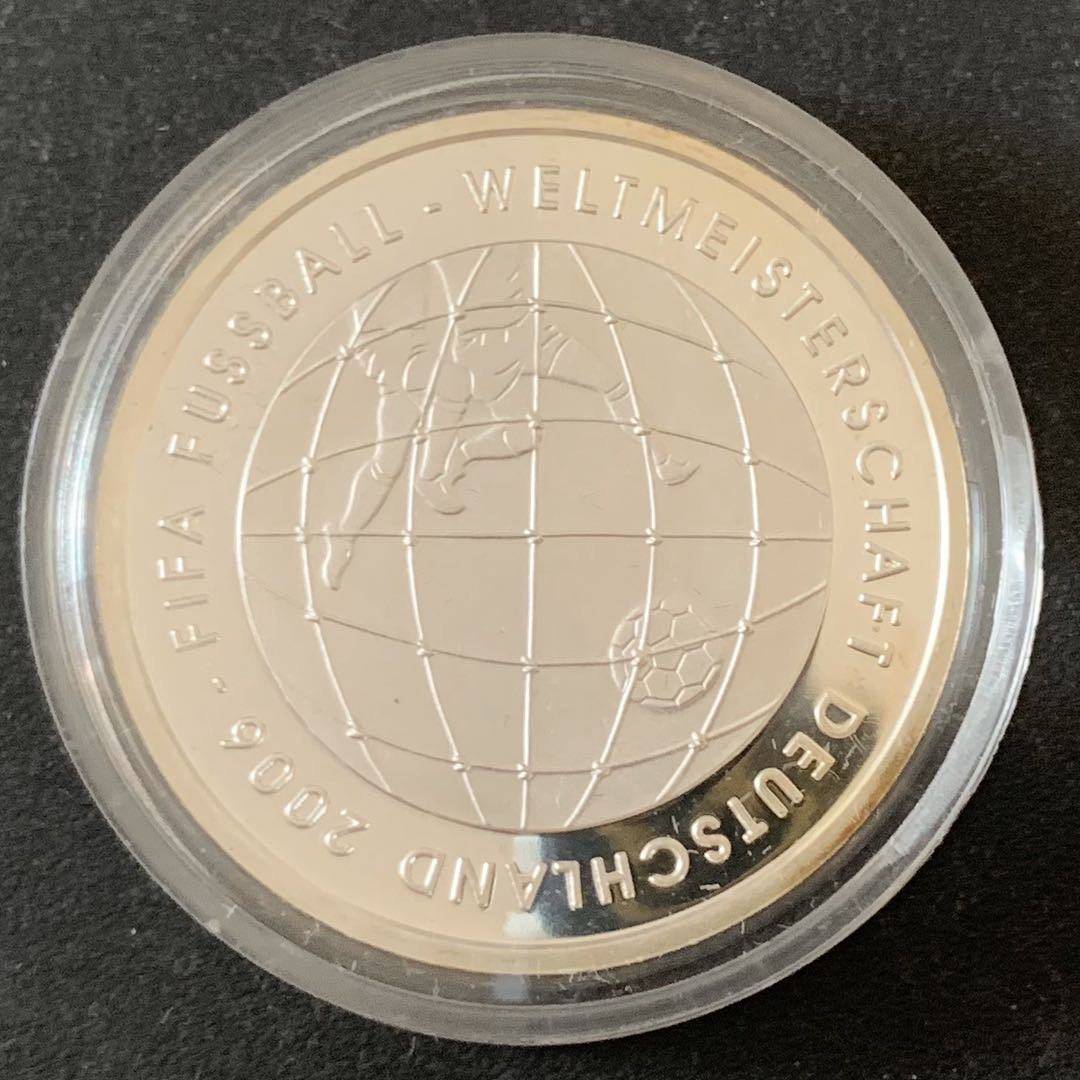 FIFA FUSSBALL - WELTMEISTERSCHAFT DEUTSCHLAND 2006 -